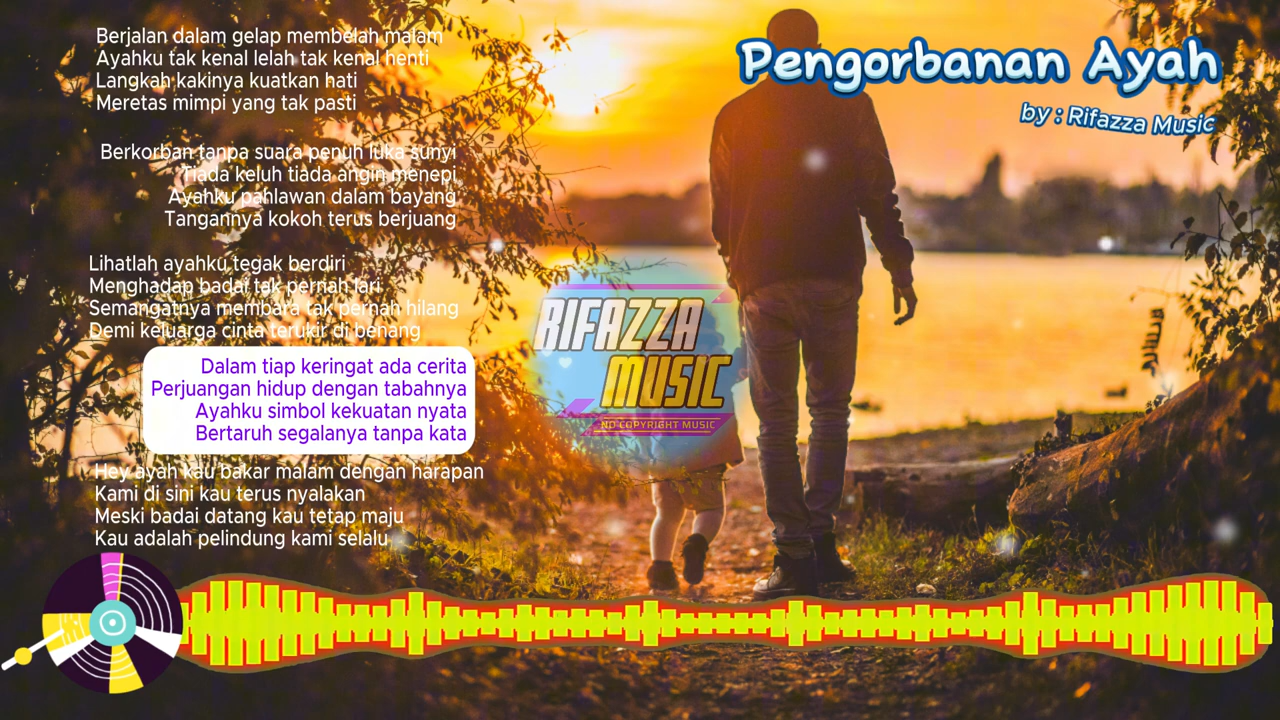 Berjalan dalam gelap membelah malam
Ayahku tak kenal lelah tak kenal henti
Langkah kakinya kuatkan hati
Meretas mimpi yang tak pasti
Berkorban tanpa suara penuh luka sunyi
Tiada keluh tiada angin menepi
Ayahku pahlawan dalam bayang
Tangannya kokoh terus berjuang
Lihatlah ayahku tegak berdiri
Menghadap badai tak pernah lari
Semangatnya membara tak pernah hilang
Demi keluarga cinta terukir di benang
Dalam tiap keringat ada cerita
Perjuangan hidup dengan tabahnya
Ayahku simbol kekuatan nyata
Bertaruh segalanya tanpa kata
Hey ayah kau bakar malam dengan harapan
Kami di sini kau terus nyalakan
Meski badai datang kau tetap maju
Kau adalah pelindung kami selalu
Pengorbanan Ayah
by : Rifazza Music
RIFAZZA
MUSIC
NO COPYRIGHT MUSIC